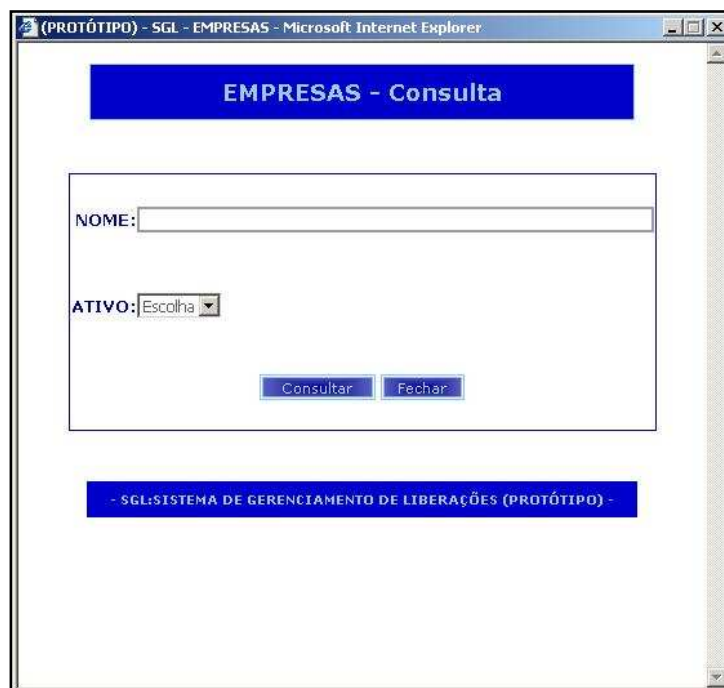 (PROTÓTIPO) - SGL - EMPRESAS - Microsoft Internet Explorer
EMPRESAS - Consulta
NOME:
ATIVO: Escolha
Consultar Fechar
- SGL:SISTEMA DE GERENCIAMENTO DE LIBERAÇÕES (PROTÓTIPO) -